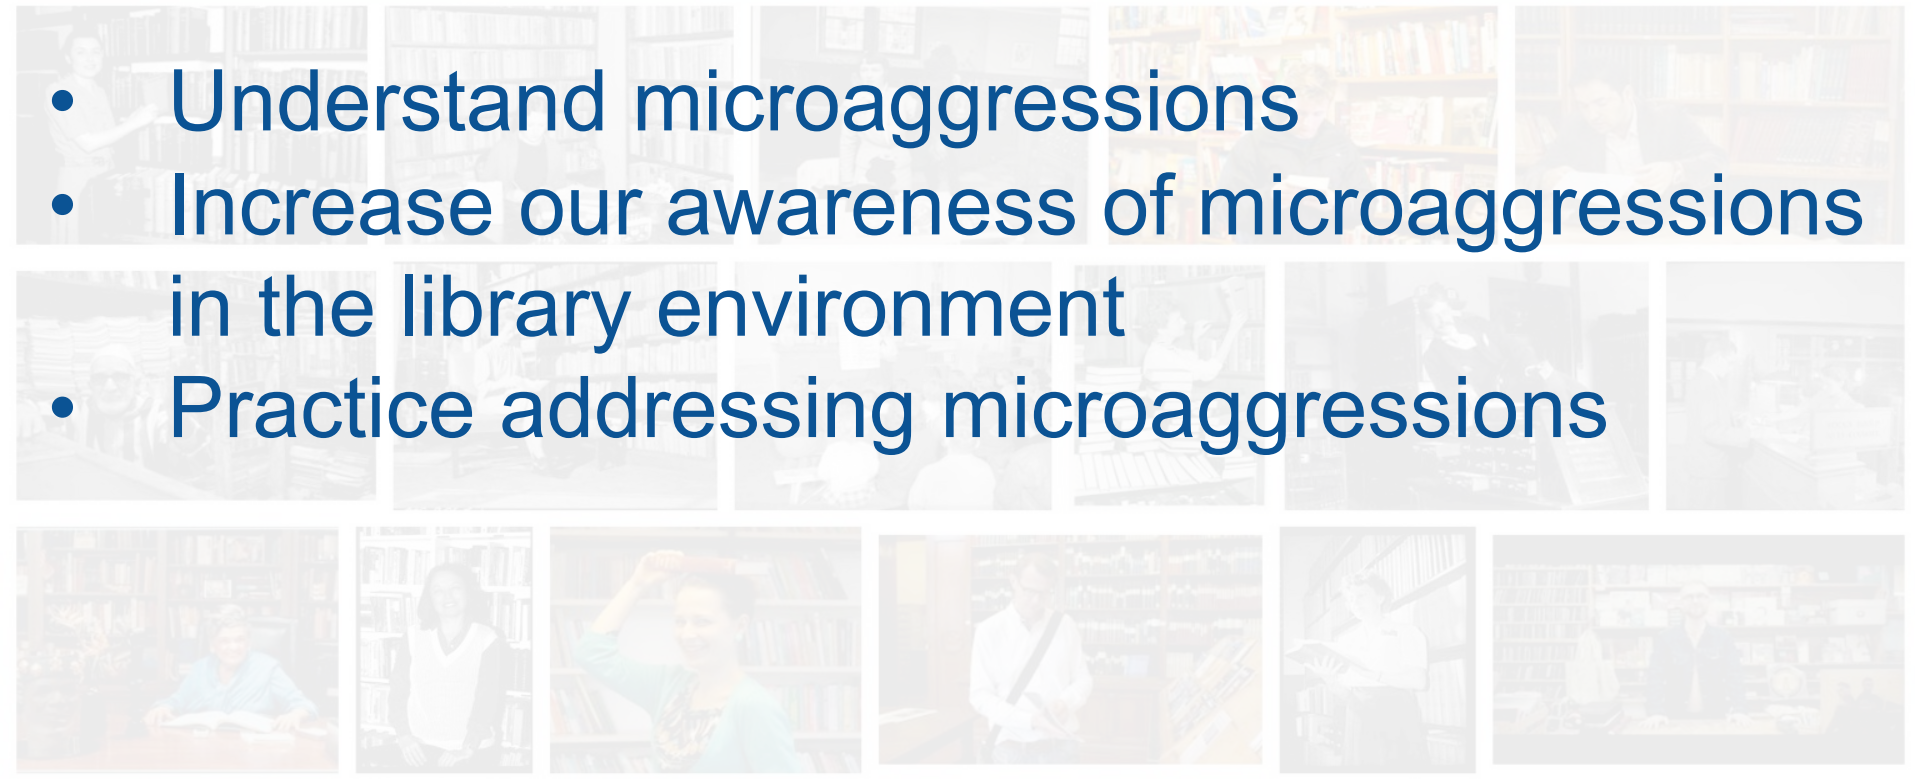 • Understand microaggressions
• Increase our awareness of microaggressions
in the library environment
• Practice addressing microaggressions